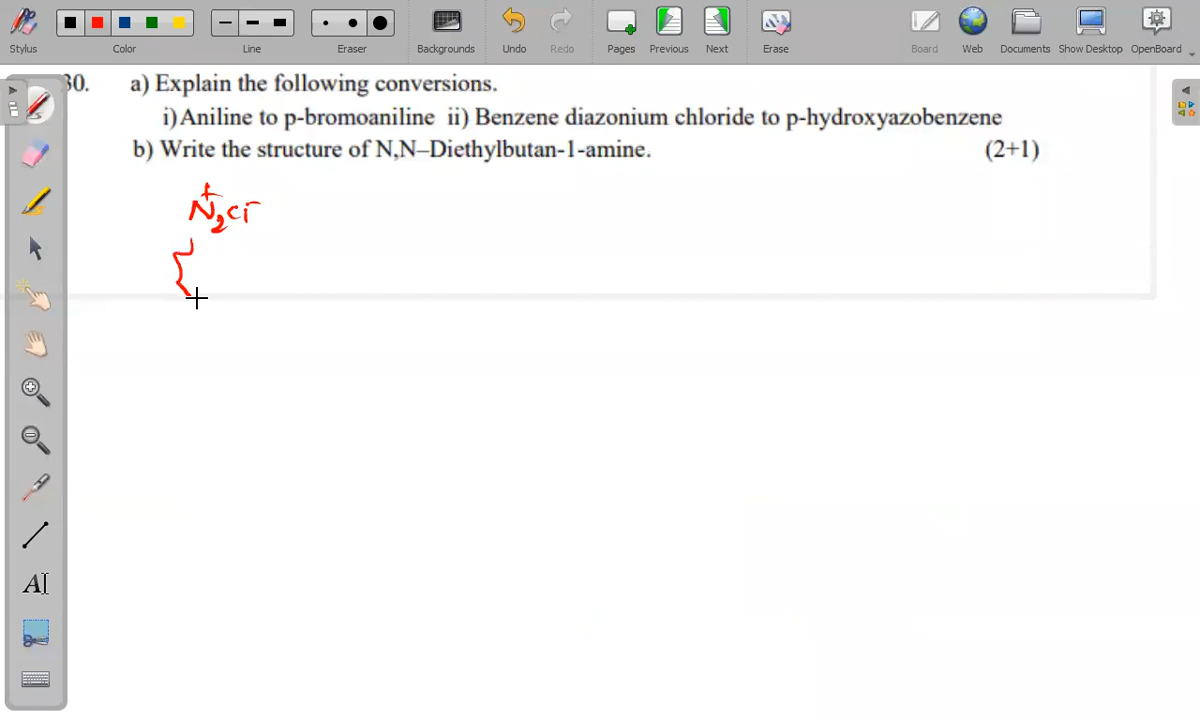 Stylus Color Line Eraser Backgrounds Undo Redo Pages Previous Next Erase Board Web Documents Show Desktop OpenBoard
30. a) Explain the following conversions.
i) Aniline to p-bromoaniline ii) Benzene diazonium chloride to p-hydroxyazobenzene
b) Write the structure of N,N–Diethylbutan-1-amine. (2+1)
N₂⁺Cl⁻